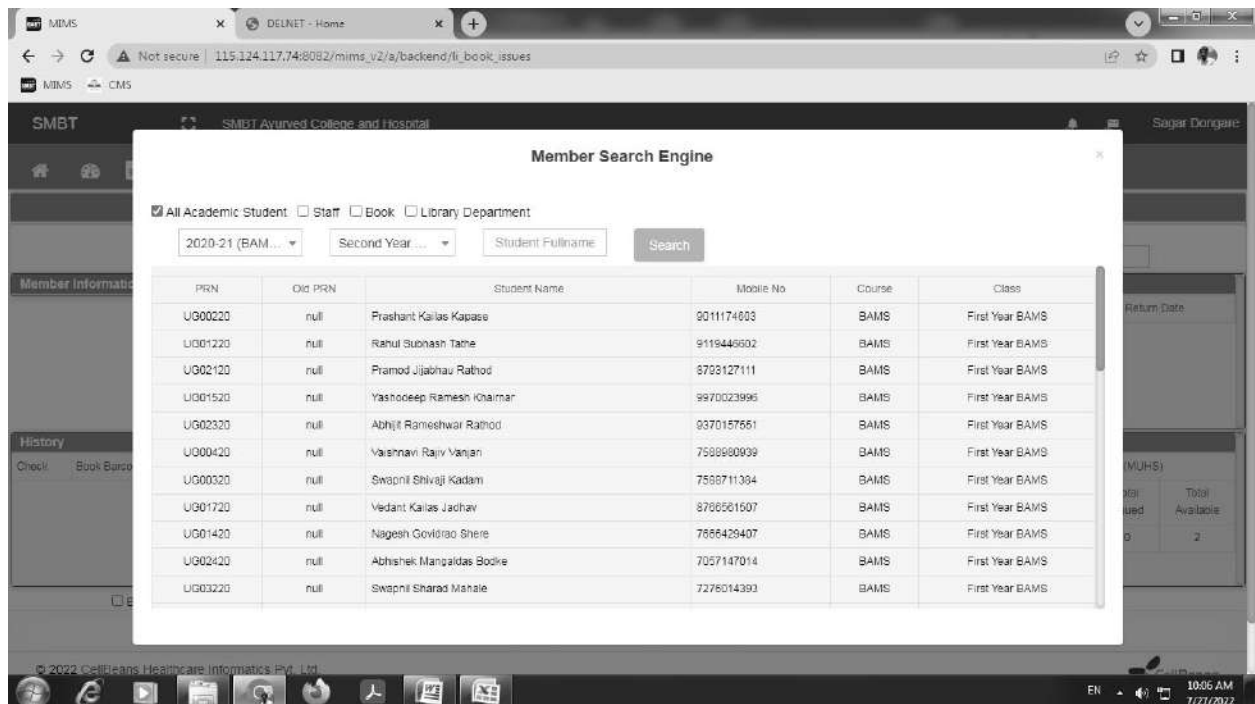 MIMS DELNET - Home
Not secure 115.124.117.74:8082/mims_v2/a/backend/li_book_issues
MIMS CMS
SMBT SMBT Ayurved College and Hospital Sagar Dongare
Member Search Engine
All Academic Student Staff Book Library Department
2020-21 (BAM... Second Year.... Student Fullname Search
Member Informatio
Return Date
PRN Old PRN Student Name Mobile No Course Class
UG00220 null Prashant Kailas Kapase 9011174603 BAMS First Year BAMS
UG01220 null Rahul Subhash Tathe 9119446602 BAMS First Year BAMS
UG02120 null Pramod Jijabhau Rathod 8793127111 BAMS First Year BAMS
UG01520 null Yashodeep Ramesh Khairnar 9970023996 BAMS First Year BAMS
UG02320 null Abhijit Rameshwar Rathod 9370157651 BAMS First Year BAMS
UG00420 null Vaishnavi Rajiv Vanjari 7588980939 BAMS First Year BAMS
UG00320 null Swapnil Shivaji Kadam 7588711384 BAMS First Year BAMS
UG01720 null Vedant Kailas Jadhav 8766561507 BAMS First Year BAMS
UG01420 null Nagesh Govidrao Shere 7666429407 BAMS First Year BAMS
UG02420 null Abhishek Mangaldas Bodke 7057147014 BAMS First Year BAMS
UG03220 null Swapnil Sharad Mahale 7276014393 BAMS First Year BAMS
History
Check Book Barco
(MUHS)
Total Available
0 2
© 2022 CellBeans Healthcare Informatics Pvt. Ltd.
EN 10:06 AM
7/27/2022